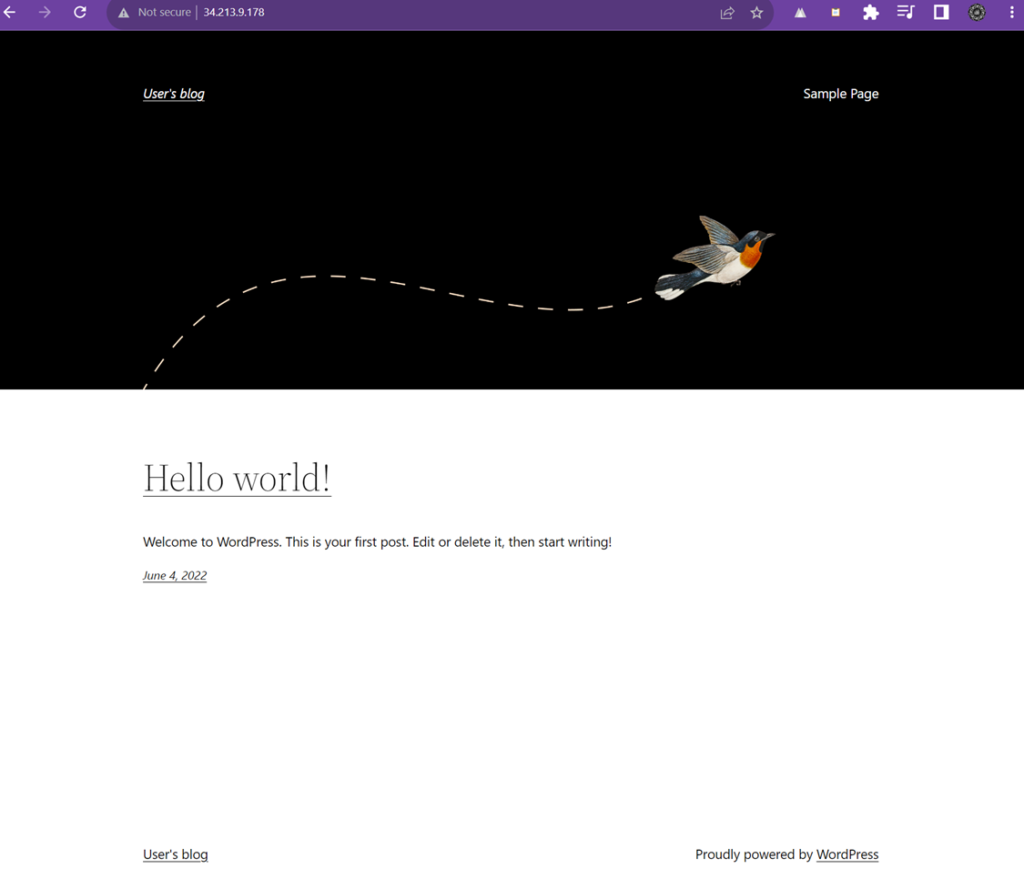 Not secure | 34.213.9.178
User's blog
Sample Page
Hello world!
Welcome to WordPress. This is your first post. Edit or delete it, then start writing!
June 4, 2022
User's blog
Proudly powered by WordPress